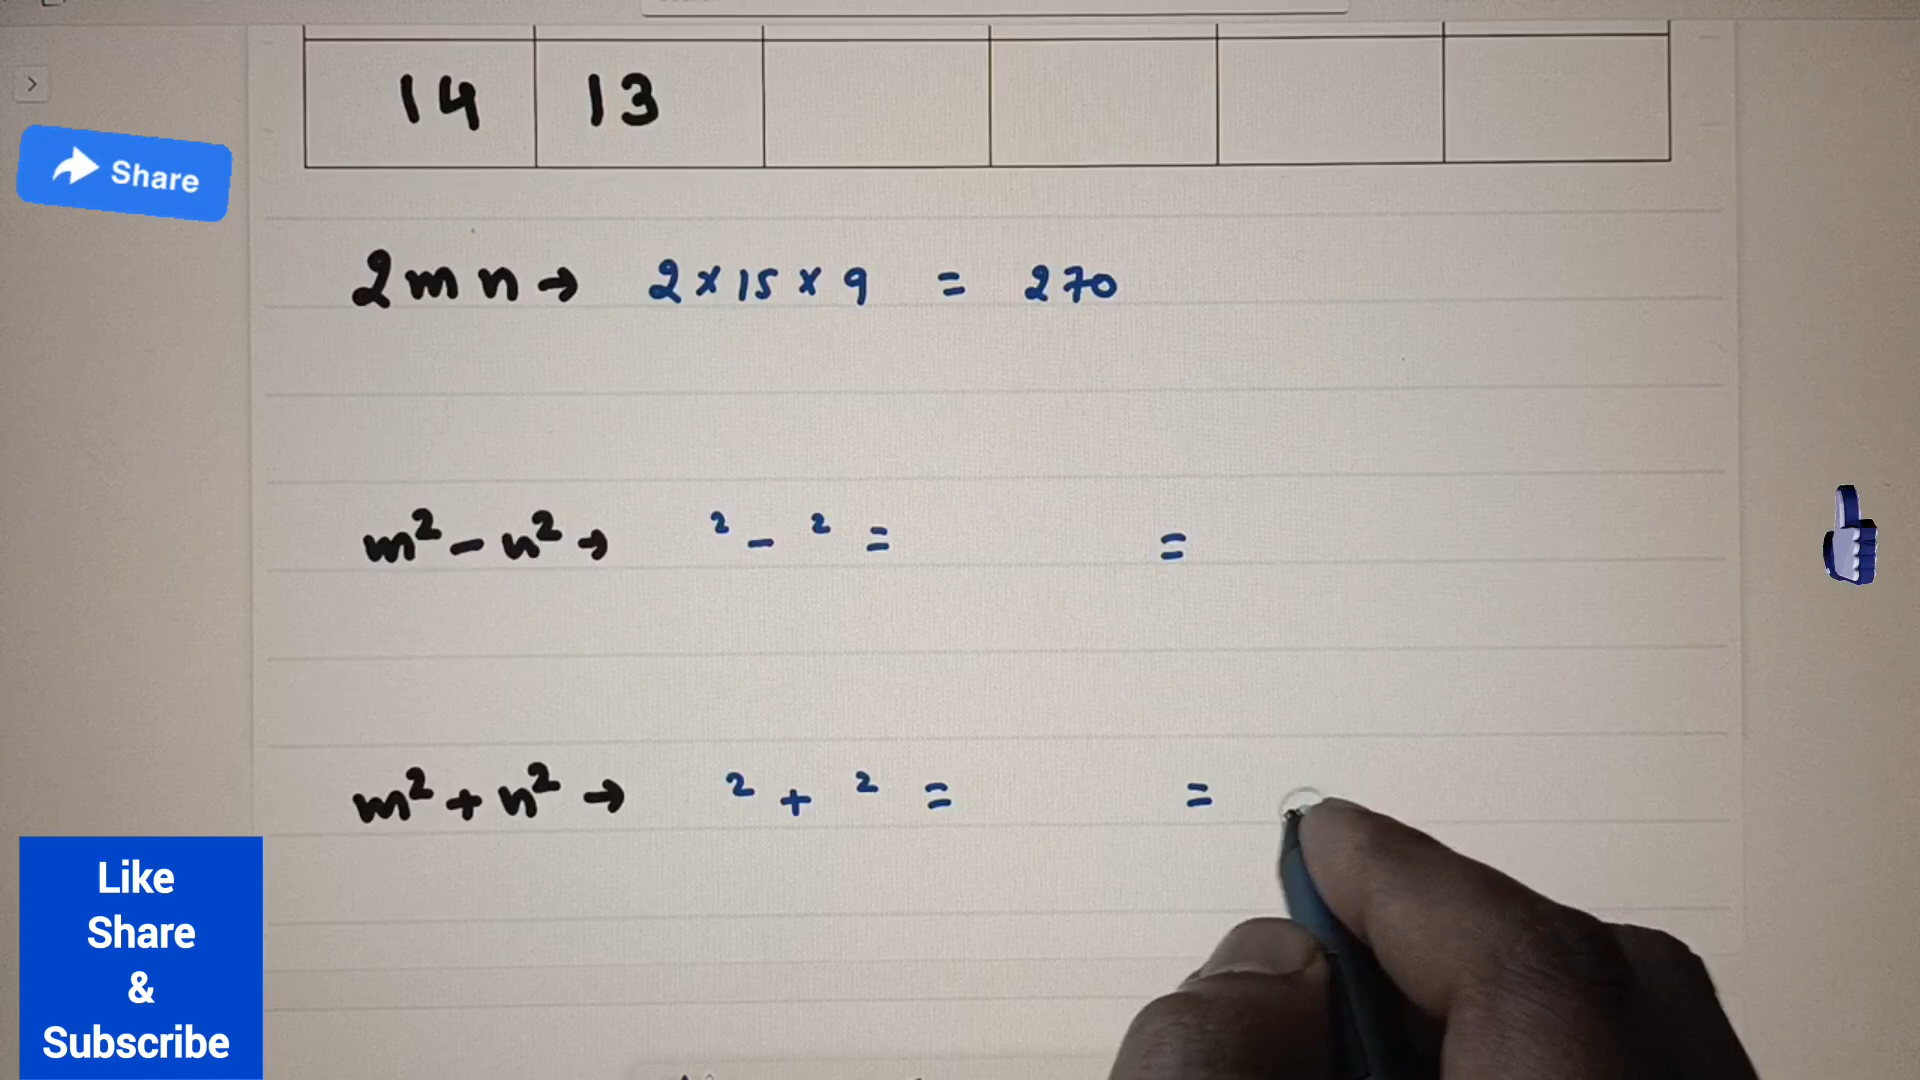 14 13
Share
2mn → 2 × 15 × 9 = 270
m² - n² → ² - ² = =
m² + n² → ² + ² = =
Like
Share
&
Subscribe